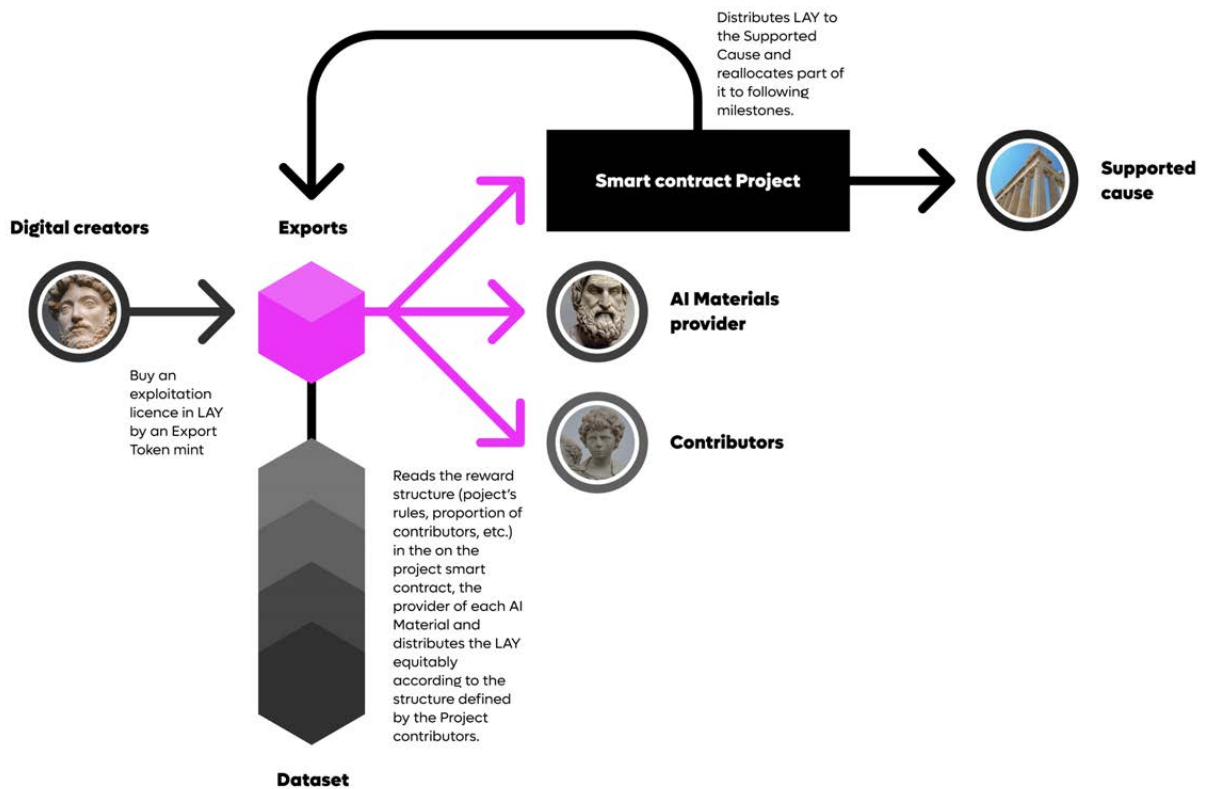 Distributes LAY to
the Supported
Cause and
reallocates part of
it to following
milestones.
Smart contract Project
Supported
cause
Digital creators
Exports
AI Materials
provider
Buy an
exploitation
licence in LAY
by an Export
Token mint
Contributors
Reads the reward
structure (poject's
rules, proportion of
contributors, etc.)
in the on the
project smart
contract, the
provider of each AI
Material and
distributes the LAY
equitably
according to the
structure defined
by the Project
contributors.
Dataset